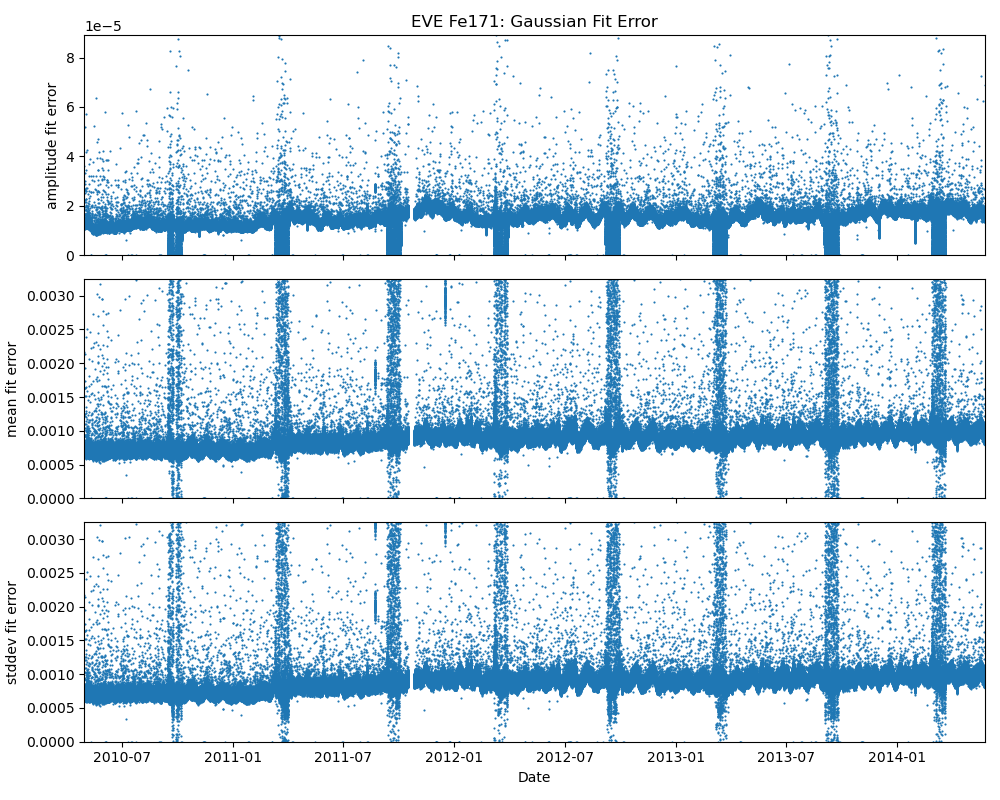 EVE Fe171: Gaussian Fit Error
1e−5
8
6
4
2
0
amplitude fit error
0.0030
0.0025
0.0020
0.0015
0.0010
0.0005
0.0000
mean fit error
0.0030
0.0025
0.0020
0.0015
0.0010
0.0005
0.0000
stddev fit error
2010-07 2011-01 2011-07 2012-01 2012-07 2013-01 2013-07 2014-01
Date